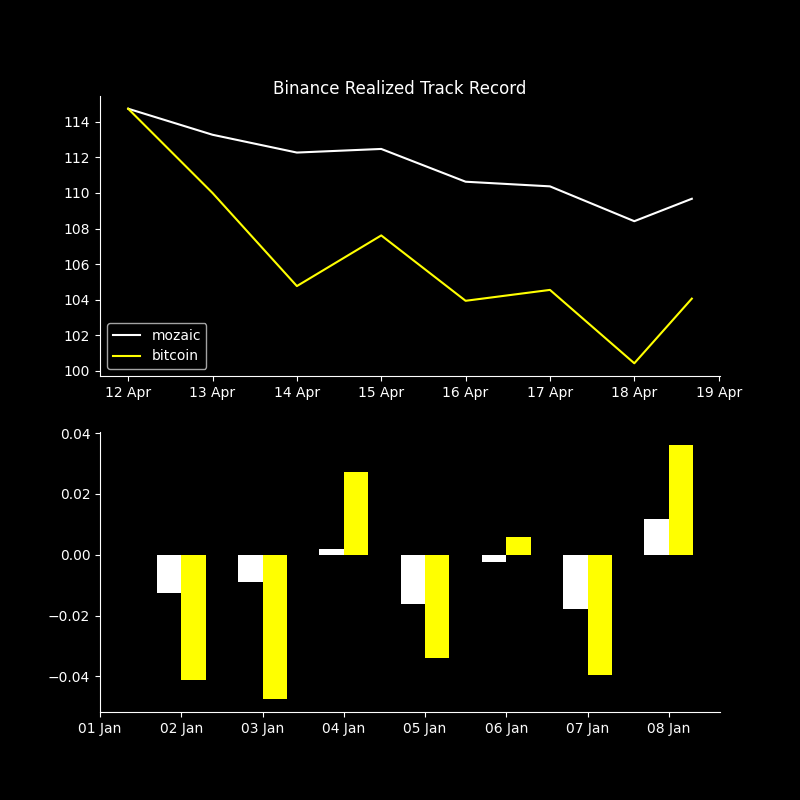 Binance Realized Track Record
114
112
110
108
106
104
102
100
mozaic
bitcoin
12 Apr 13 Apr 14 Apr 15 Apr 16 Apr 17 Apr 18 Apr 19 Apr
0.04
0.02
0.00
−0.02
−0.04
01 Jan 02 Jan 03 Jan 04 Jan 05 Jan 06 Jan 07 Jan 08 Jan